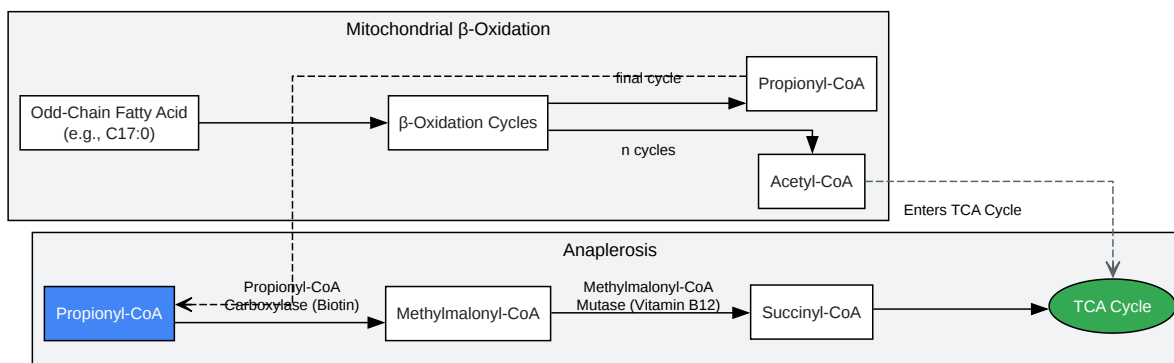 Mitochondrial β-Oxidation
Odd-Chain Fatty Acid
(e.g., C17:0)
β-Oxidation Cycles
final cycle
Propionyl-CoA
n cycles
Acetyl-CoA
Enters TCA Cycle
Anaplerosis
Propionyl-CoA
Propionyl-CoA
Carboxylase (Biotin)
Methylmalonyl-CoA
Methylmalonyl-CoA
Mutase (Vitamin B12)
Succinyl-CoA
TCA Cycle